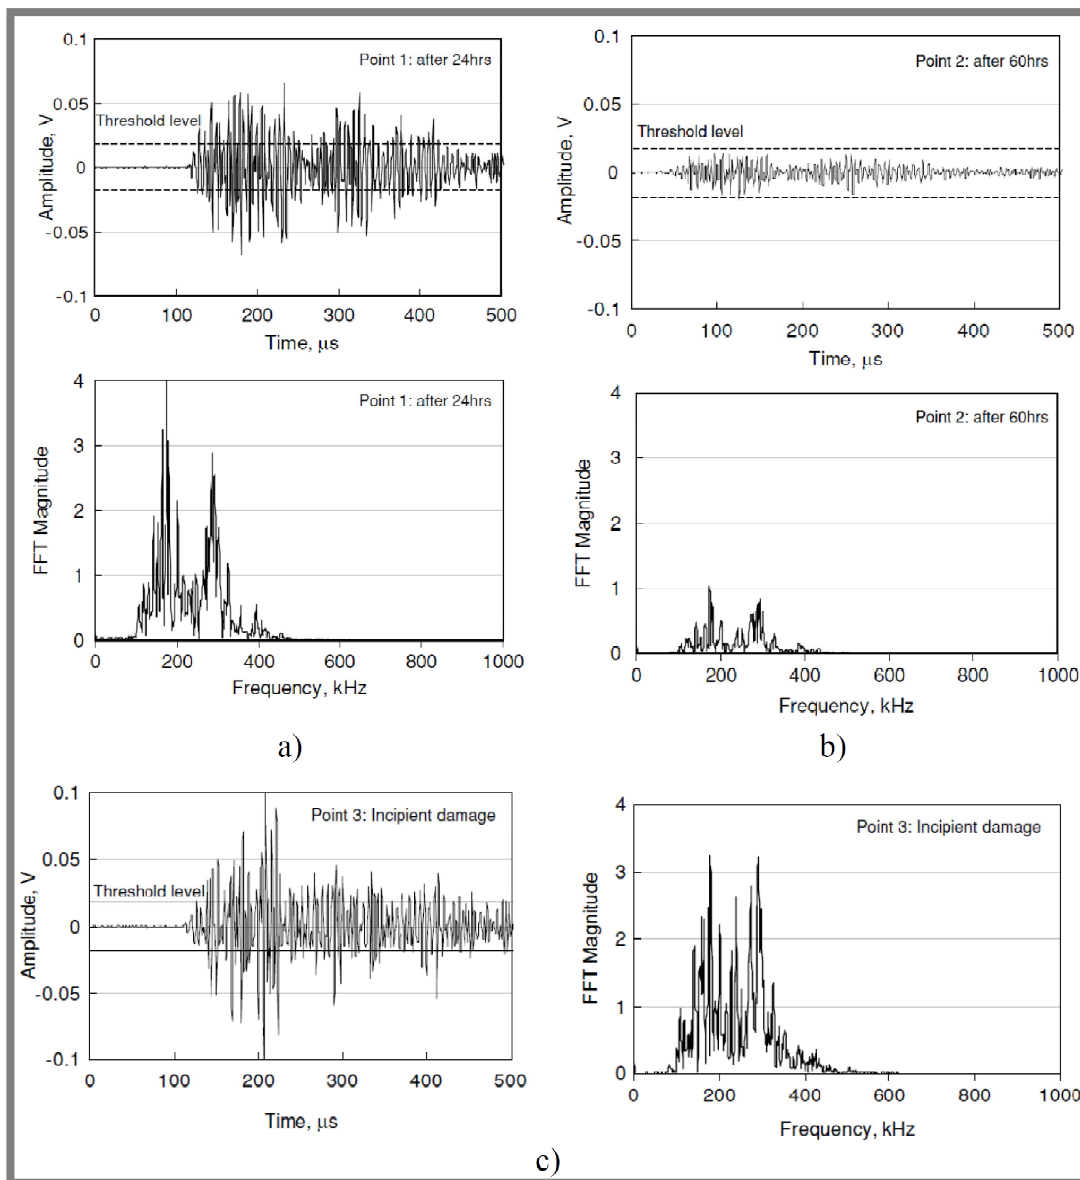 0.1
0.05
0
-0.05
-0.1
Amplitude, V
Point 1: after 24hrs
Threshold level
0 100 200 300 400 500
Time, μs
0.1
0.05
0
-0.05
-0.1
Amplitude, V
Point 2: after 60hrs
Threshold level
0 100 200 300 400 500
Time, μs
4
3
2
1
0
FFT Magnitude
Point 1: after 24hrs
0 200 400 600 800 1000
Frequency, kHz
a)
4
3
2
1
0
FFT Magnitude
Point 2: after 60hrs
0 200 400 600 800 1000
Frequency, kHz
b)
0.1
0.05
0
-0.05
-0.1
Amplitude, V
Point 3: Incipient damage
Threshold level
0 100 200 300 400 500
Time, μs
4
3
2
1
0
FFT Magnitude
Point 3: Incipient damage
0 200 400 600 800 1000
Frequency, kHz
c)